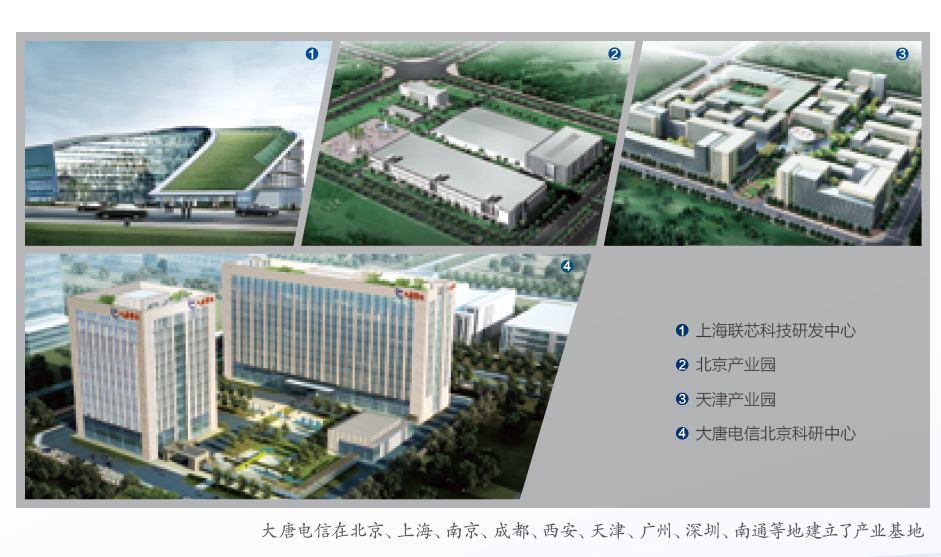 1
2
3
4
1 上海联芯科技研发中心
2 北京产业园
3 天津产业园
4 大唐电信北京科研中心
大唐电信在北京、上海、南京、成都、西安、天津、广州、深圳、南通等地建立了产业基地